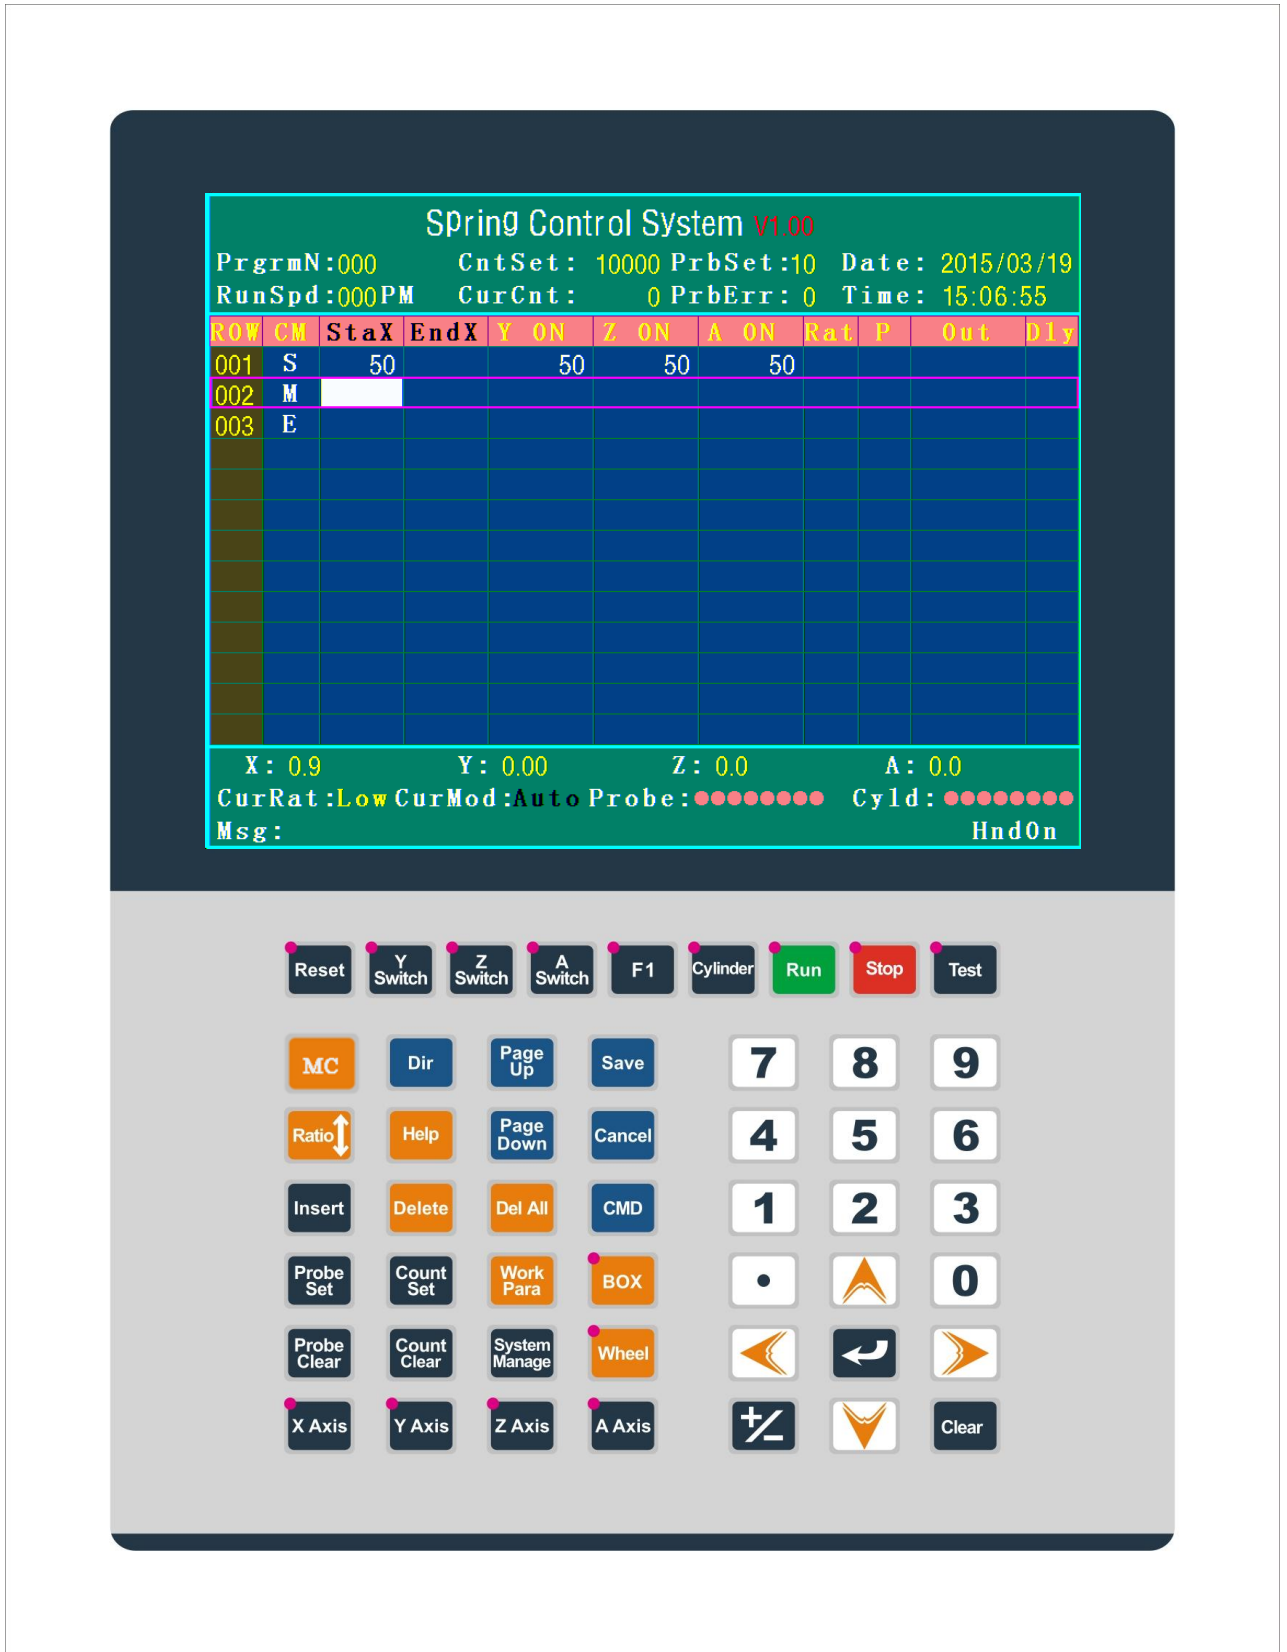 Spring Control System V1.00
PrgrmN:000 CntSet: 10000 PrbSet:10 Date: 2015/03/19
RunSpd:000PM CurCnt: 0 PrbErr: 0 Time: 15:06:55
ROW CM StaX EndX Y ON Z ON A ON Rat P Out Dly
001 S 50 50 50 50
002 M
003 E
X: 0.9 Y: 0.00 Z: 0.0 A: 0.0
CurRat:Low CurMod:Auto Probe: Cyld:
Msg: HndOn
Reset Y Switch Z Switch A Switch F1 Cylinder Run Stop Test
MC Dir Page Up Save 7 8 9
Ratio Help Page Down Cancel 4 5 6
Insert Delete Del All CMD 1 2 3
Probe Set Count Set Work Para BOX • 0
Probe Clear Count Clear System Manage Wheel
X Axis Y Axis Z Axis A Axis +/- Clear